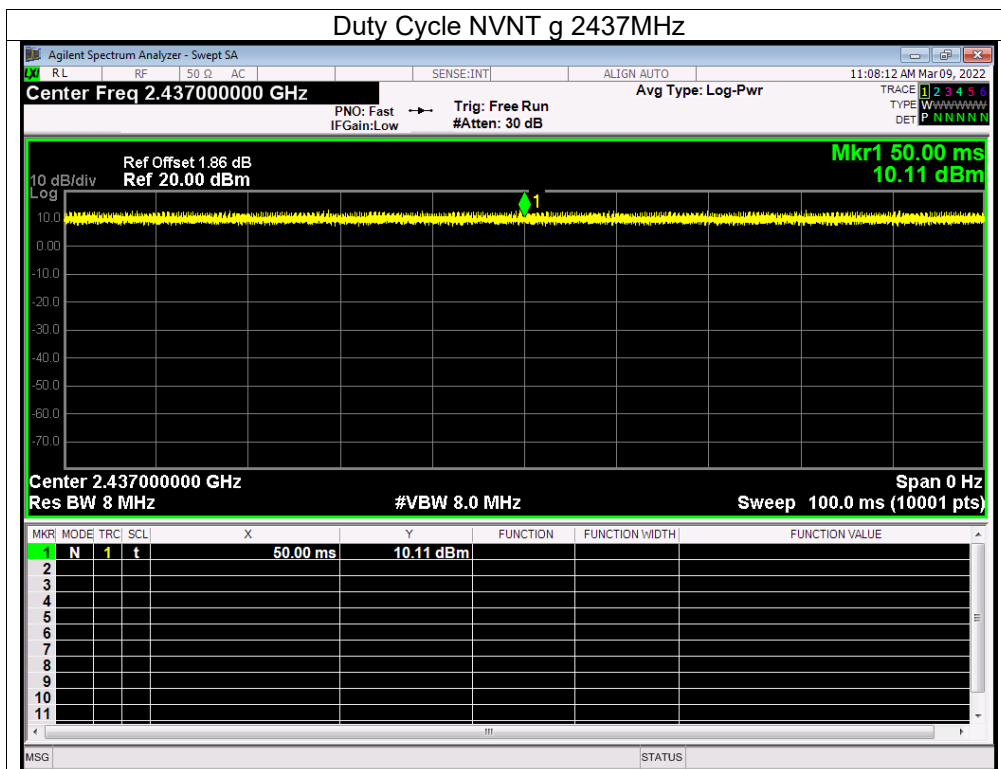 Duty Cycle NVNT g 2437MHz
Agilent Spectrum Analyzer - Swept SA
LXI RL RF 50 Ω AC SENSE:INT ALIGN AUTO 11:08:12 AM Mar 09, 2022
Center Freq 2.437000000 GHz Avg Type: Log-Pwr TRACE 1 2 3 4 5 6
PNO: Fast Trig: Free Run TYPE WWWWWW
IFGain:Low #Atten: 30 dB DET P N N N N N
Mkr1 50.00 ms
Ref Offset 1.86 dB
10 dB/div Ref 20.00 dBm 10.11 dBm
Log
1
10.0
0.00
-10.0
-20.0
-30.0
-40.0
-50.0
-60.0
-70.0
Center 2.437000000 GHz Span 0 Hz
Res BW 8 MHz #VBW 8.0 MHz Sweep 100.0 ms (10001 pts)
MKR MODE TRC SCL X Y FUNCTION FUNCTION WIDTH FUNCTION VALUE
1 N 1 t 50.00 ms 10.11 dBm
2
3
4
5
6
7
8
9
10
11
MSG STATUS